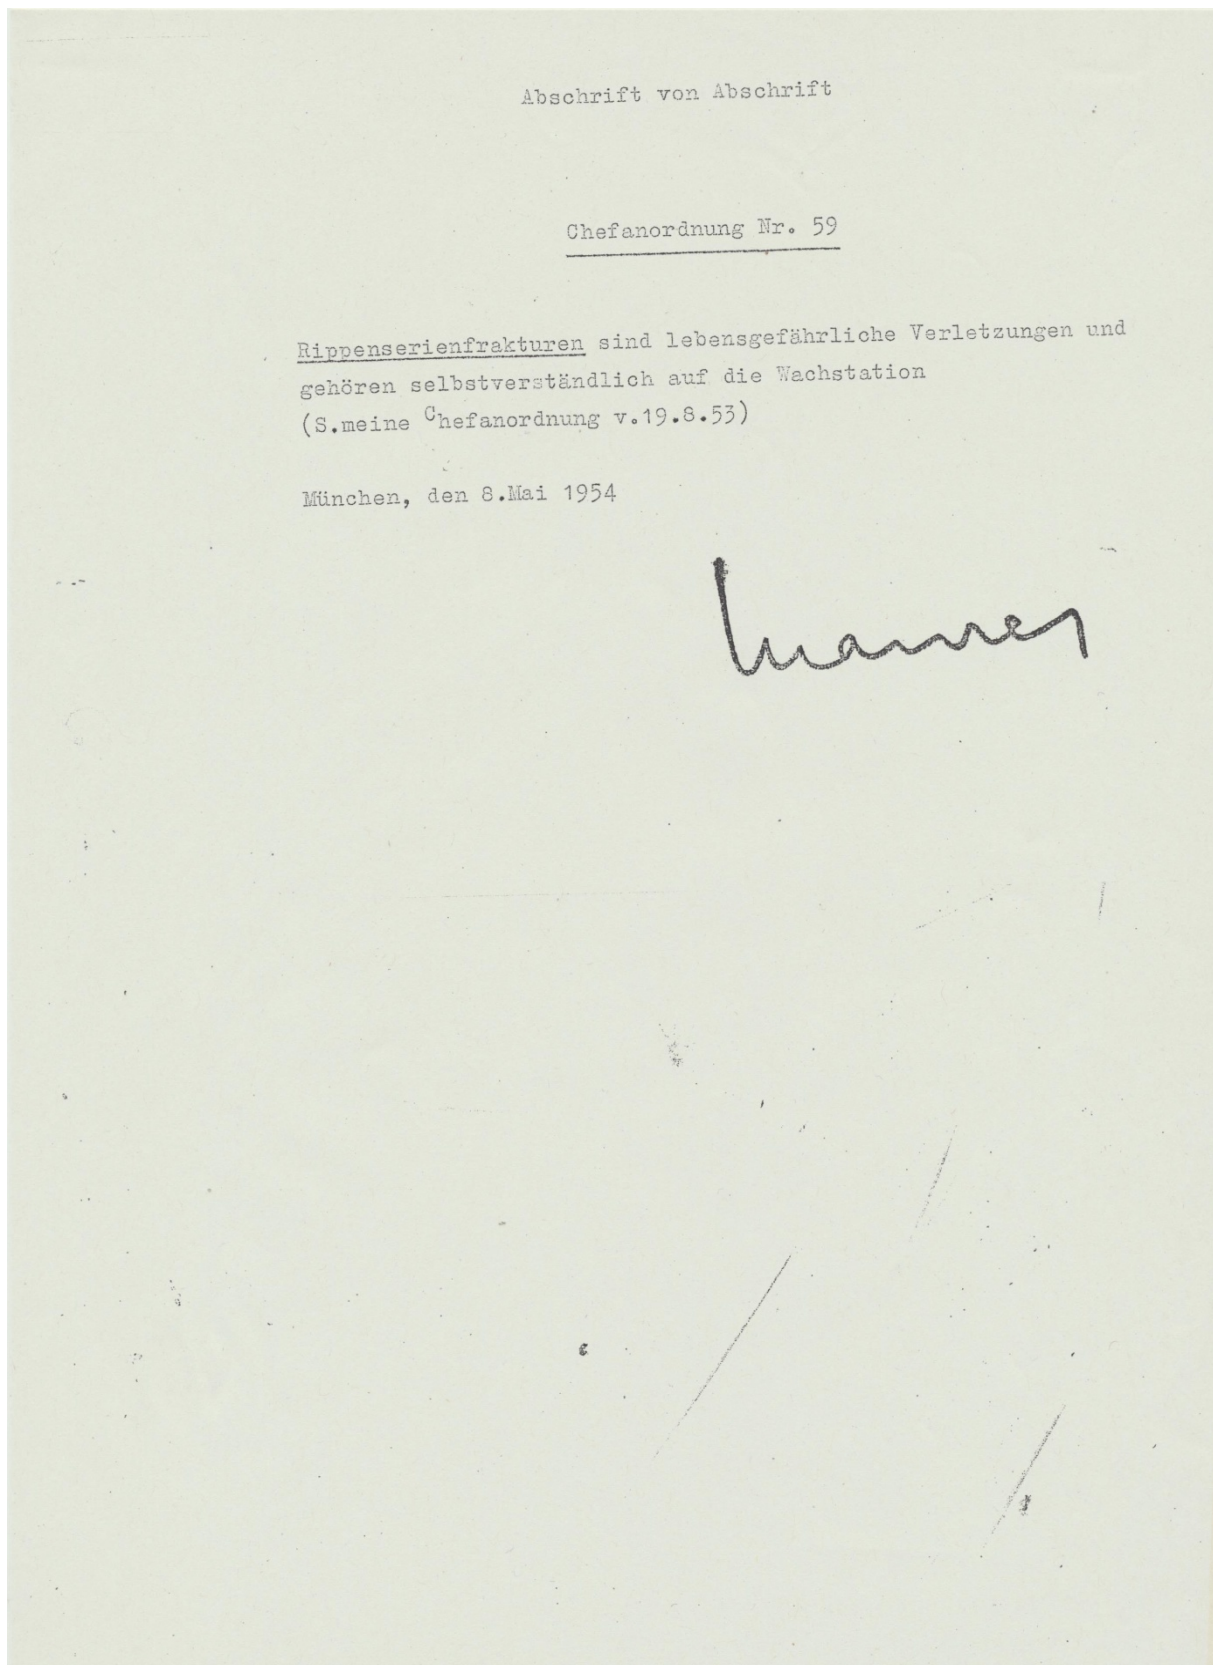 Abschrift von Abschrift
Chefanordnung Nr. 59
Rippenserienfrakturen sind lebensgefährliche Verletzungen und
gehören selbstverständlich auf die Wachstation
(S.meine Chefanordnung v.19.8.53)
München, den 8.Mai 1954